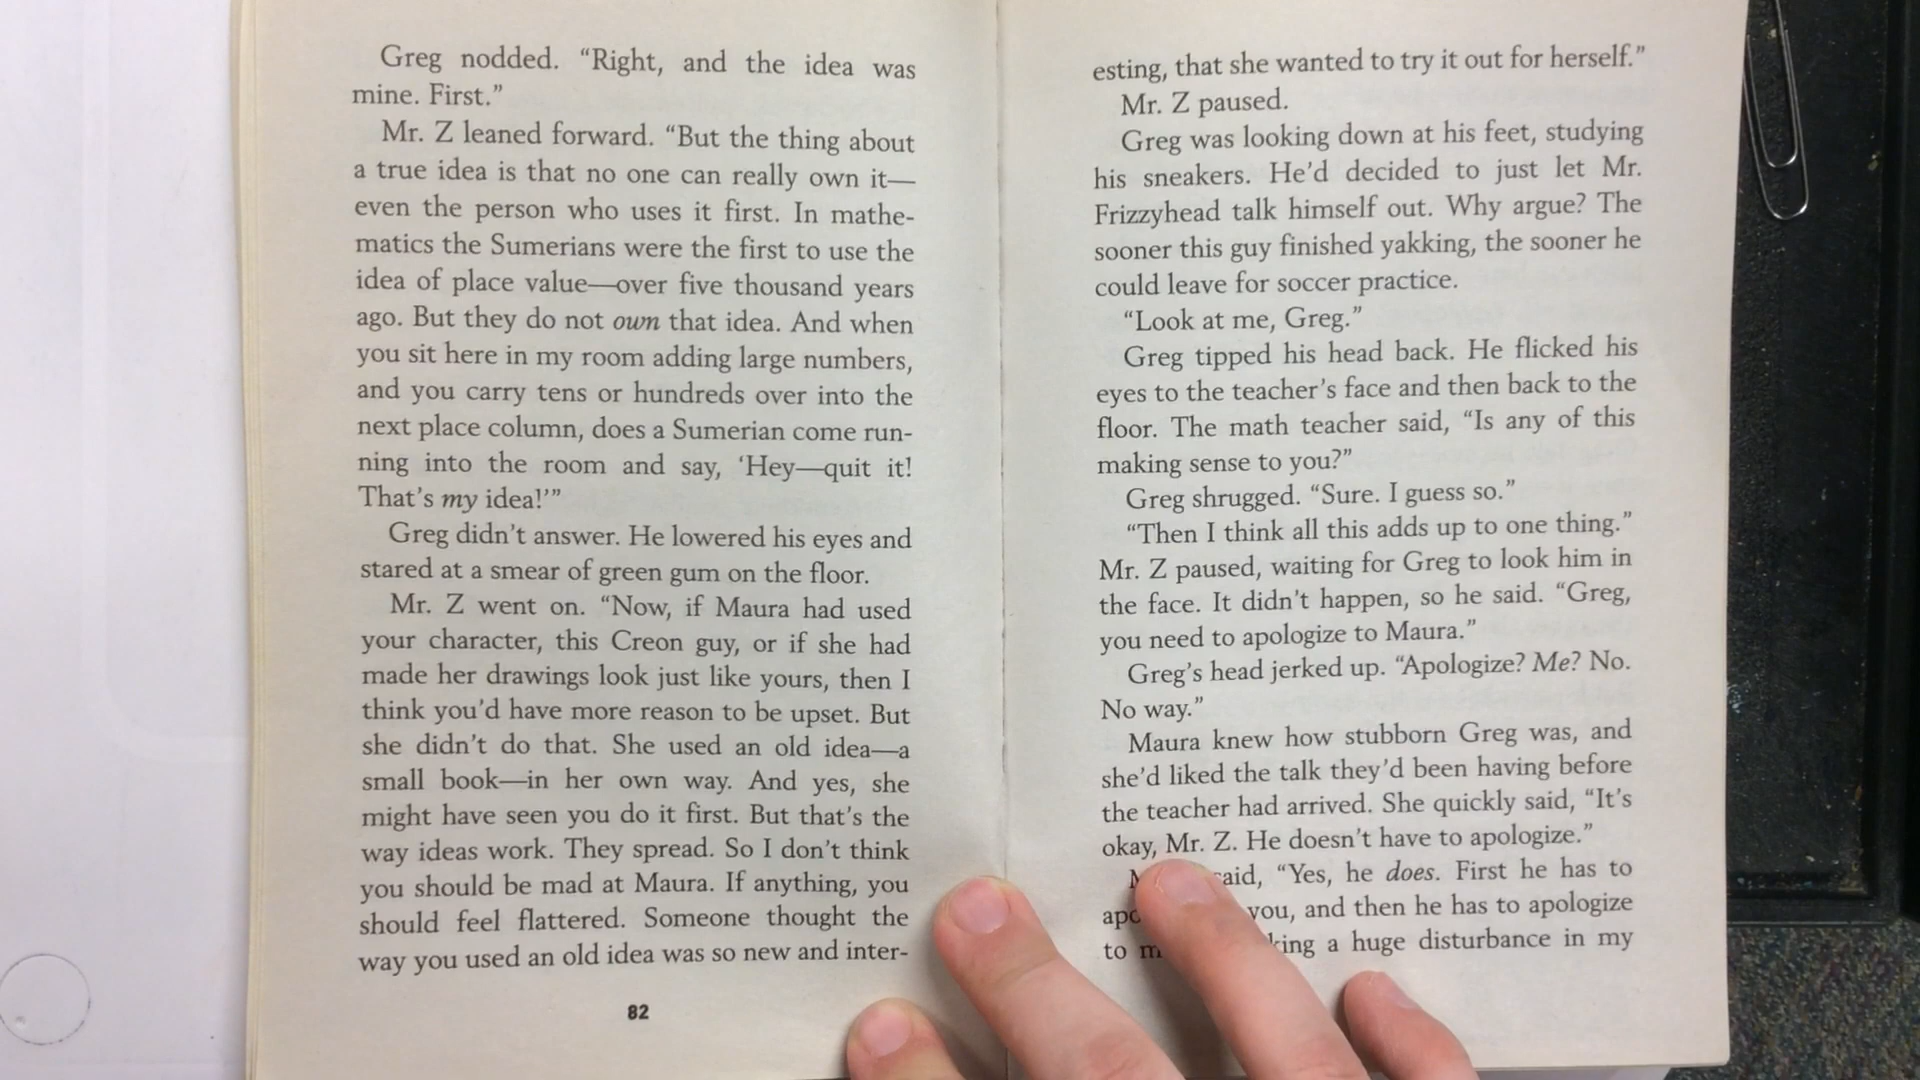 Greg nodded. “Right, and the idea was
mine. First.”
Mr. Z leaned forward. “But the thing about
a true idea is that no one can really own it—
even the person who uses it first. In mathe-
matics the Sumerians were the first to use the
idea of place value—over five thousand years
ago. But they do not own that idea. And when
you sit here in my room adding large numbers,
and you carry tens or hundreds over into the
next place column, does a Sumerian come run-
ning into the room and say, ‘Hey—quit it!
That’s my idea!’”
Greg didn’t answer. He lowered his eyes and
stared at a smear of green gum on the floor.
Mr. Z went on. “Now, if Maura had used
your character, this Creon guy, or if she had
made her drawings look just like yours, then I
think you’d have more reason to be upset. But
she didn’t do that. She used an old idea—a
small book—in her own way. And yes, she
might have seen you do it first. But that’s the
way ideas work. They spread. So I don’t think
you should be mad at Maura. If anything, you
should feel flattered. Someone thought the
way you used an old idea was so new and inter-
82
esting, that she wanted to try it out for herself.”
Mr. Z paused.
Greg was looking down at his feet, studying
his sneakers. He’d decided to just let Mr.
Frizzyhead talk himself out. Why argue? The
sooner this guy finished yakking, the sooner he
could leave for soccer practice.
“Look at me, Greg.”
Greg tipped his head back. He flicked his
eyes to the teacher’s face and then back to the
floor. The math teacher said, “Is any of this
making sense to you?”
Greg shrugged. “Sure. I guess so.”
“Then I think all this adds up to one thing.”
Mr. Z paused, waiting for Greg to look him in
the face. It didn’t happen, so he said. “Greg,
you need to apologize to Maura.”
Greg’s head jerked up. “Apologize? Me? No.
No way.”
Maura knew how stubborn Greg was, and
she’d liked the talk they’d been having before
the teacher had arrived. She quickly said, “It’s
okay, Mr. Z. He doesn’t have to apologize.”
“Yes, he does. First he has to
you, and then he has to apologize
to a huge disturbance in my